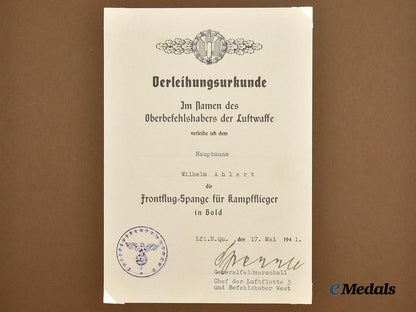 Verleihungsurkunde
Im Namen des
Oberbefehlshabers der Luftwaffe
verleihe ich dem
Hauptmann
Wilhelm Ahlert
die
Frontflug-Spange für Kampfflieger
in Gold
Lfl.H.Qu. den 17. Mai 1941.
Generalfeldmarschall
Chef der Luftflotte 3
und Befehlshaber West
eMedals